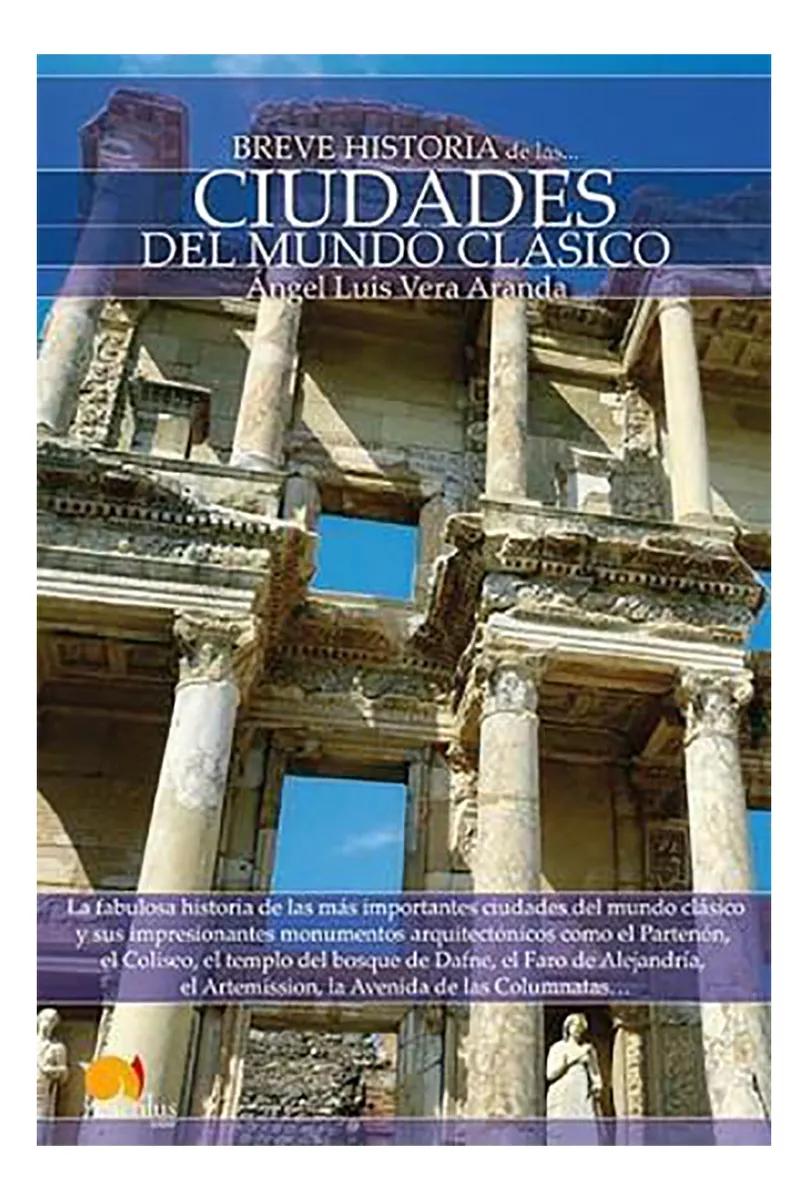 BREVE HISTORIA de las...
CIUDADES
DEL MUNDO CLÁSICO
Ángel Luis Vera Aranda
La fabulosa historia de las más importantes ciudades del mundo clásico
y sus impresionantes monumentos arquitectónicos como el Partenón,
el Coliseo, el templo del bosque de Dafne, el Faro de Alejandría,
el Artemission, la Avenida de las Columnatas...